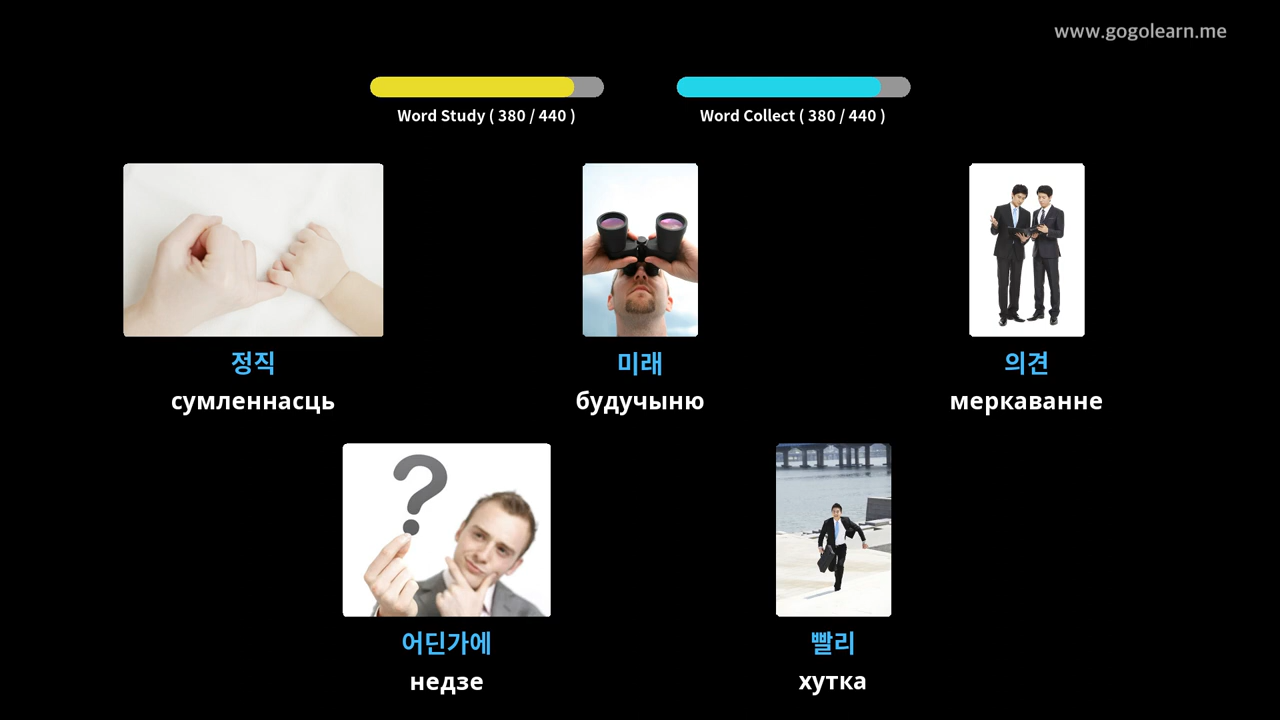 www.gogolearn.me
Word Study ( 380 / 440 )
Word Collect ( 380 / 440 )
정직
сумленнасць
미래
будучыню
의견
меркаванне
어딘가에
недзе
빨리
хутка